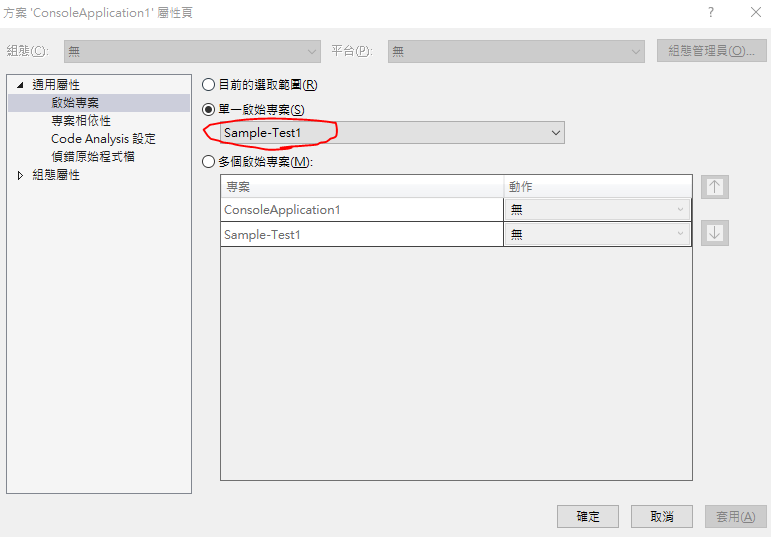 方案 'ConsoleApplication1' 屬性頁
組態(C): 無 平台(P): 無 組態管理員(O)...
通用屬性
啟始專案
專案相依性
Code Analysis 設定
偵錯原始程式檔
組態屬性
目前的選取範圍(R)
單一啟始專案(S)
Sample-Test1
多個啟始專案(M):
專案 動作
ConsoleApplication1 無
Sample-Test1 無
確定 取消 套用(A)